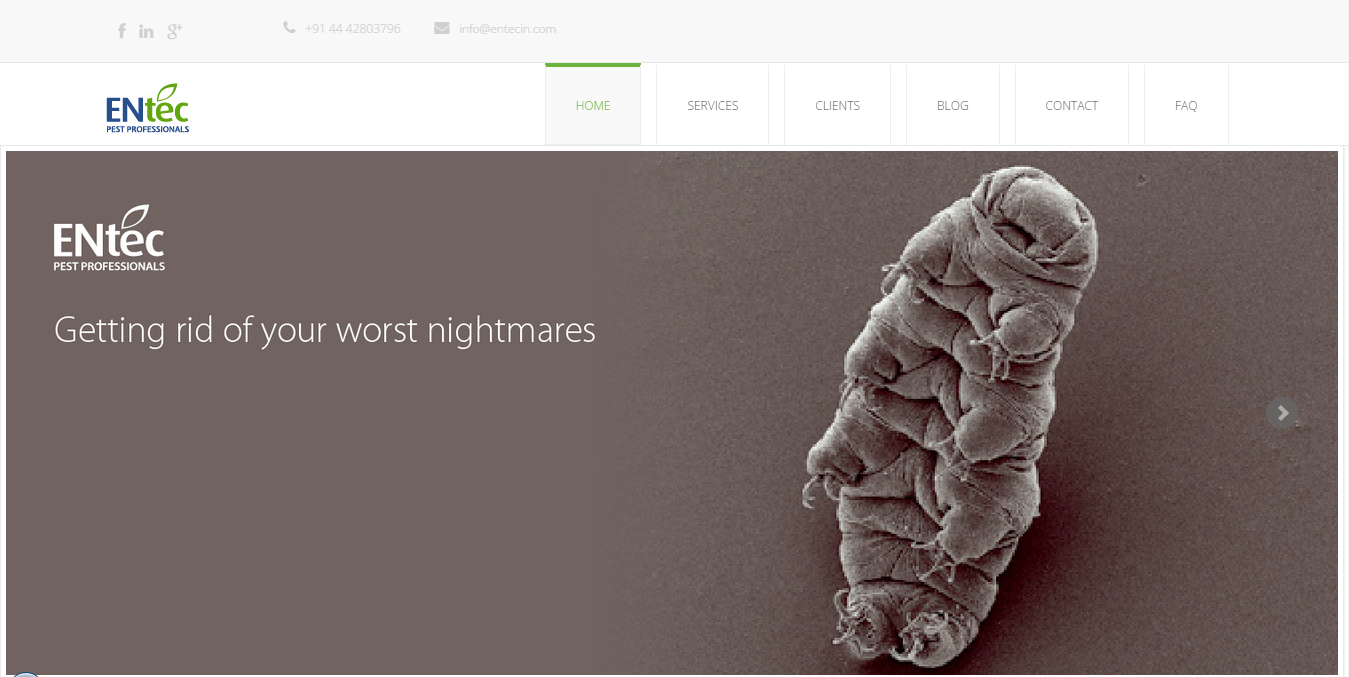 +91 44 42803796
info@entecin.com
ENtec
PEST PROFESSIONALS
HOME
SERVICES
CLIENTS
BLOG
CONTACT
FAQ
ENtec
PEST PROFESSIONALS
Getting rid of your worst nightmares